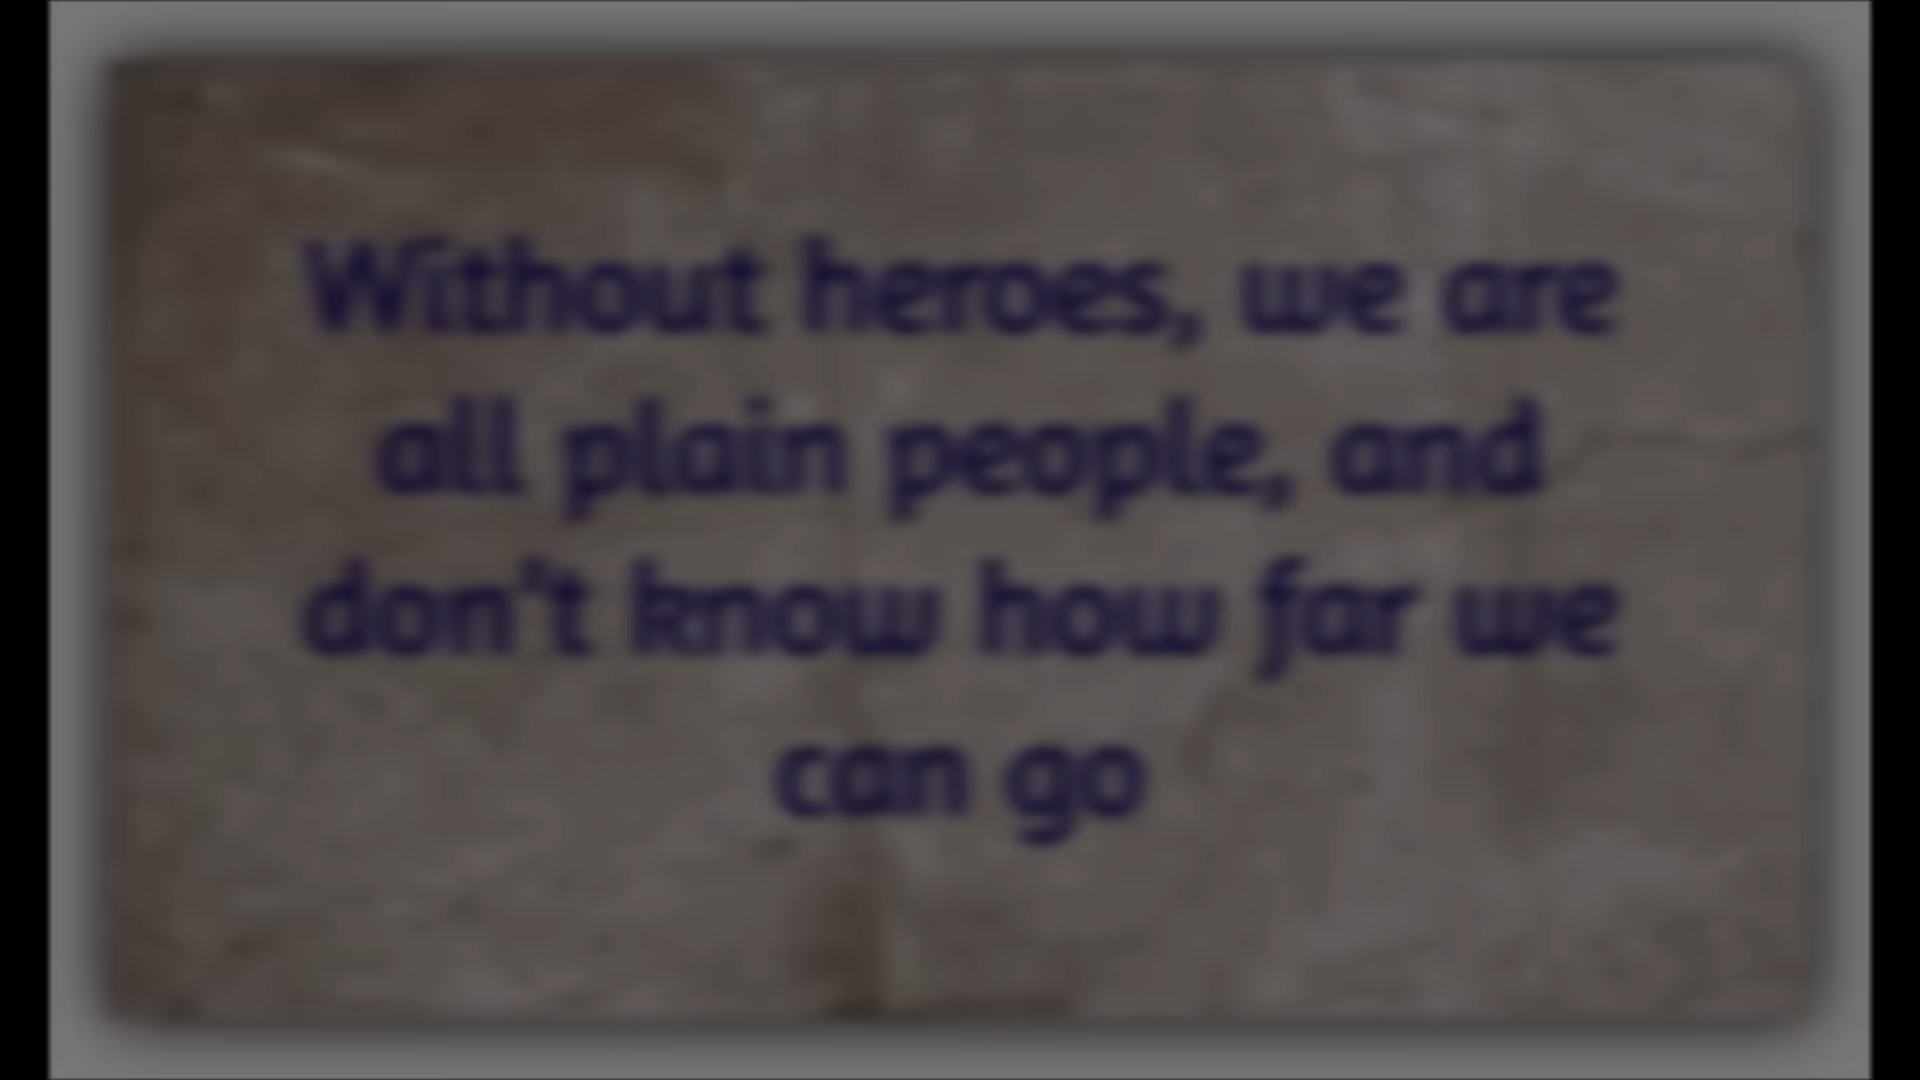 Without heroes, we are
all plain people, and
don't know how far we
can go